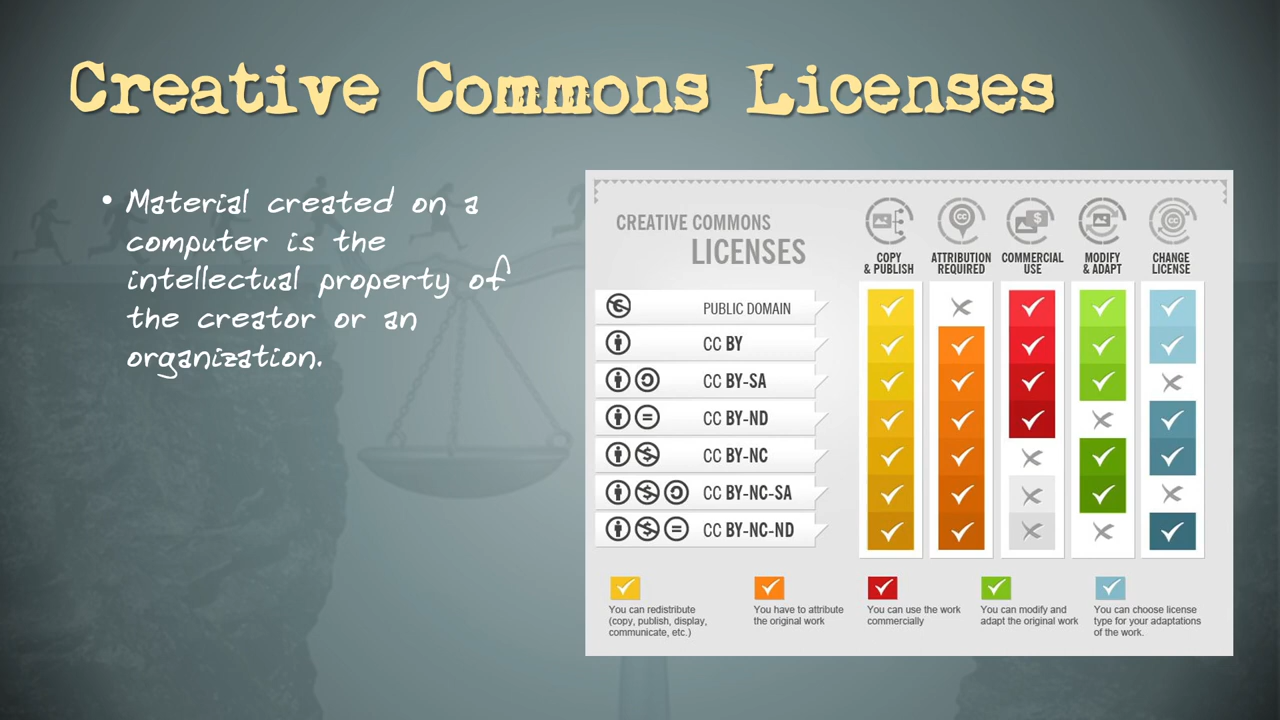 Creative Commons Licenses
• Material created on a
computer is the
intellectual property of
the creator or an
organization.
CREATIVE COMMONS
LICENSES
COPY
& PUBLISH
ATTRIBUTION
REQUIRED
COMMERCIAL
USE
MODIFY
& ADAPT
CHANGE
LICENSE
PUBLIC DOMAIN
CC BY
CC BY-SA
CC BY-ND
CC BY-NC
CC BY-NC-SA
CC BY-NC-ND
You can redistribute
(copy, publish, display,
communicate, etc.)
You have to attribute
the original work
You can use the work
commercially
You can modify and
adapt the original work
You can choose license
type for your adaptations
of the work.